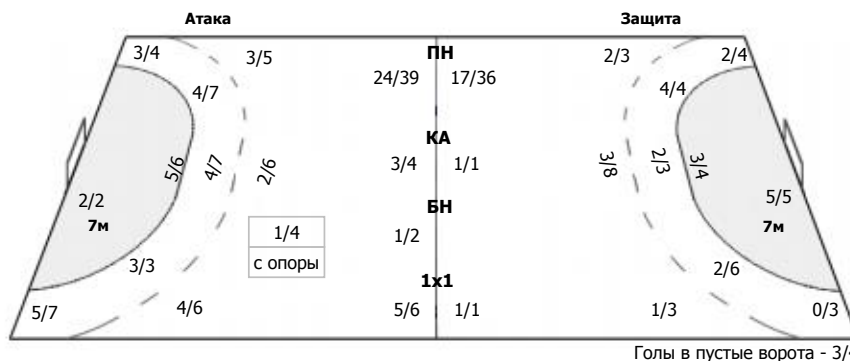 Атака Защита
3/4 3/5 ПН 2/3 2/4
4/7 24/39 17/36 4/4
КА
5/6 4/7 2/6 3/4 1/1 3/8 2/3 3/4
2/2 БН 5/5
7м 1/4 1/2 7м
с опоры
3/3 1х1 2/6
5/7 4/6 5/6 1/1 1/3 0/3
Голы в пустые ворота - 3/